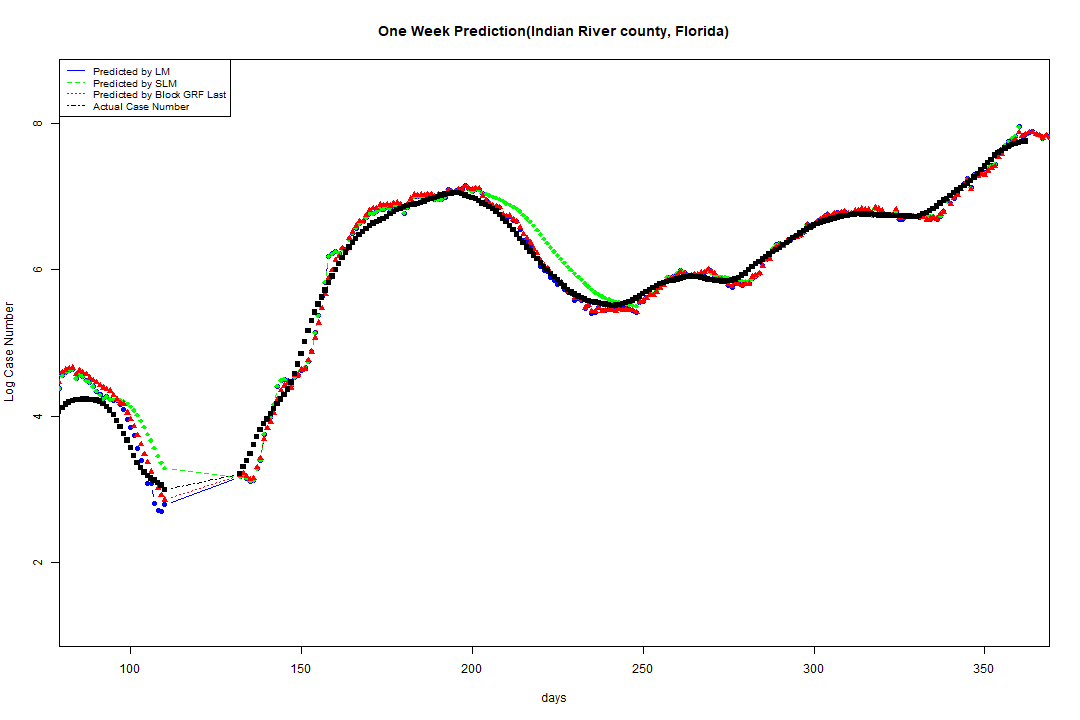 One Week Prediction(Indian River county, Florida)
Predicted by LM
Predicted by SLM
Predicted by Block GRF Last
Actual Case Number
8
6
4
2
Log Case Number
100 150 200 250 300 350
days